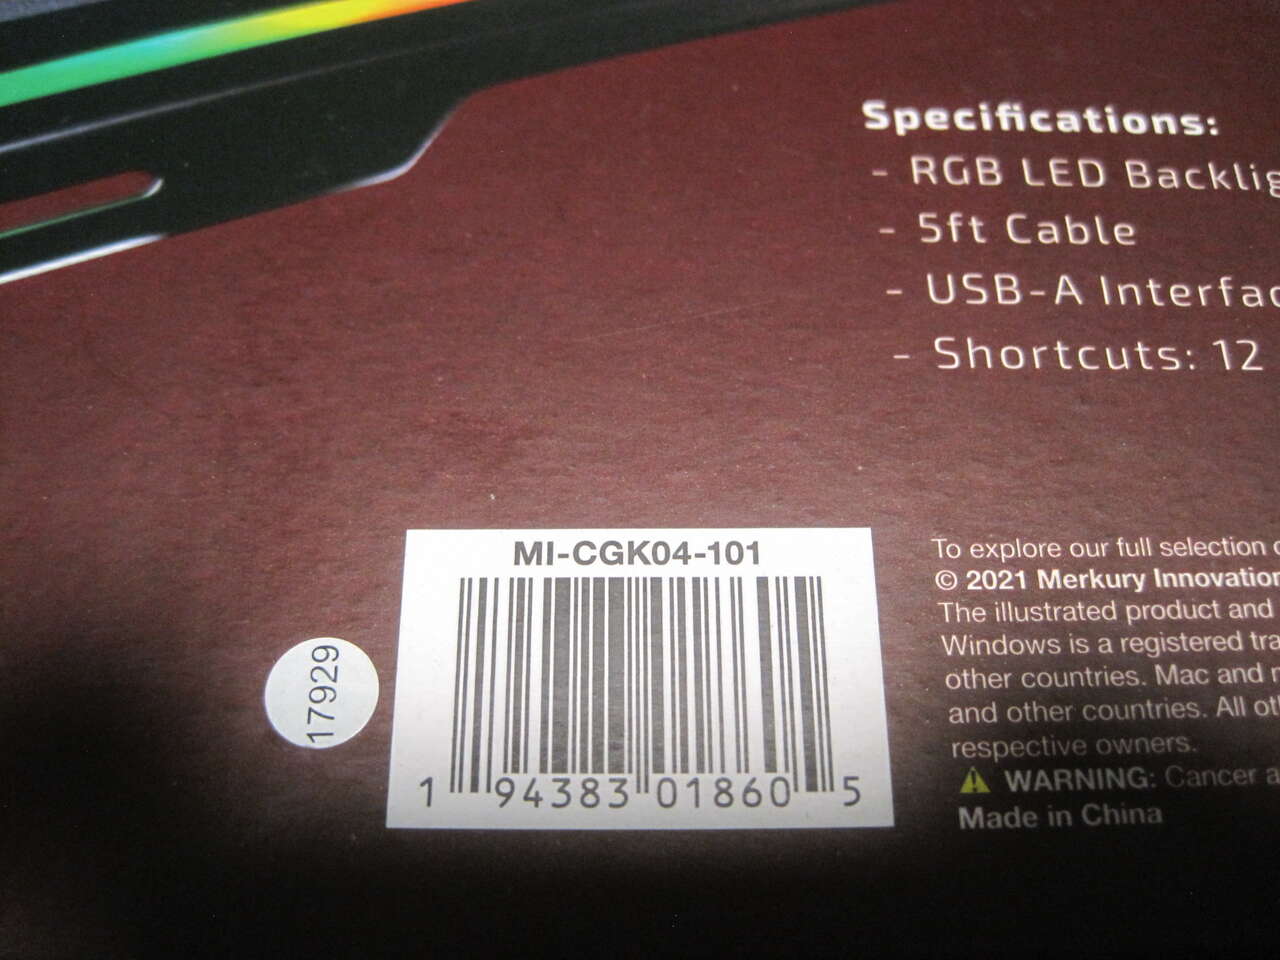 Specifications:
- RGB LED Backlig
- 5ft Cable
- USB-A Interfac
- Shortcuts: 12
MI-CGK04-101
1 94383 01860 5
17929
To explore our full selection
© 2021 Merkury Innovation
The illustrated product and
Windows is a registered tra
other countries. Mac and
and other countries. All ot
respective owners.
WARNING: Cancer a
Made in China